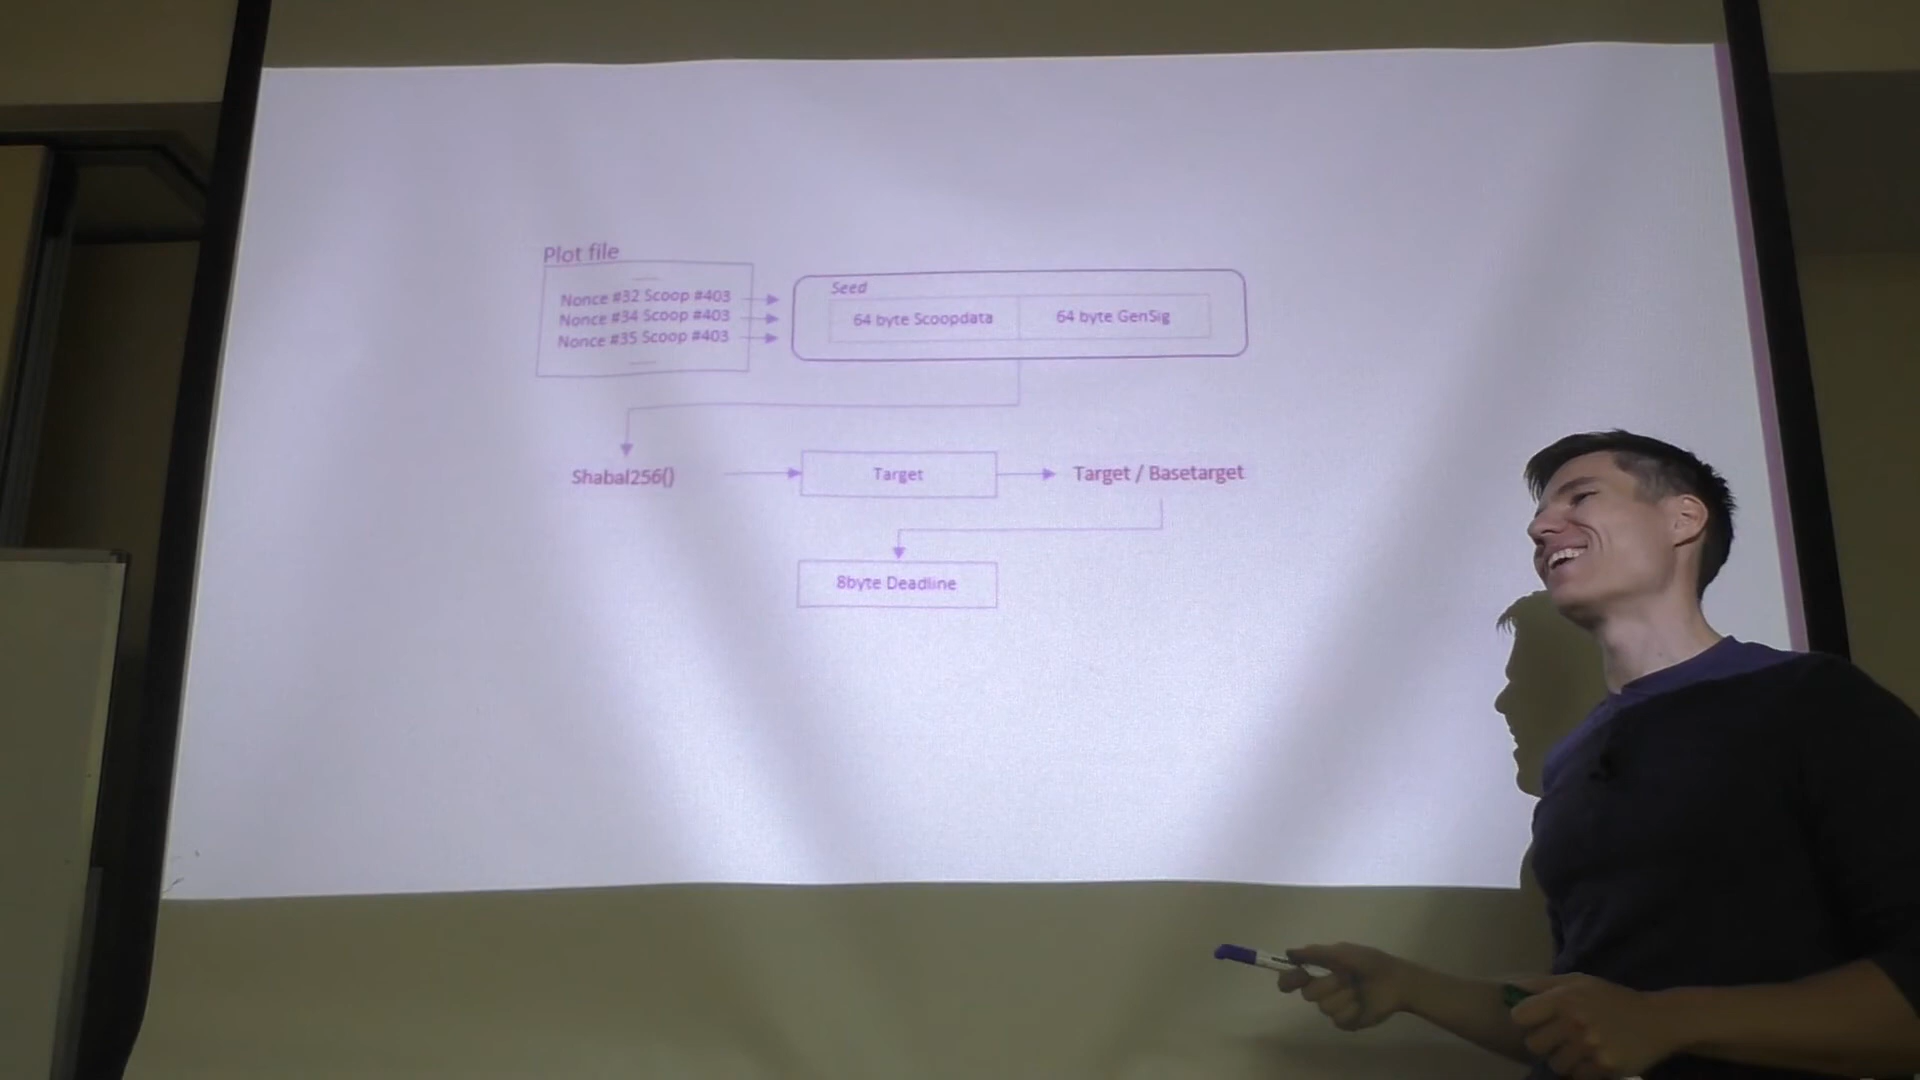 Plot file
Nonce #32 Scoop #403
Nonce #34 Scoop #403
Nonce #35 Scoop #403
Seed
64 byte Scoopdata
64 byte GenSig
Shabal256()
Target
Target / Basetarget
8byte Deadline